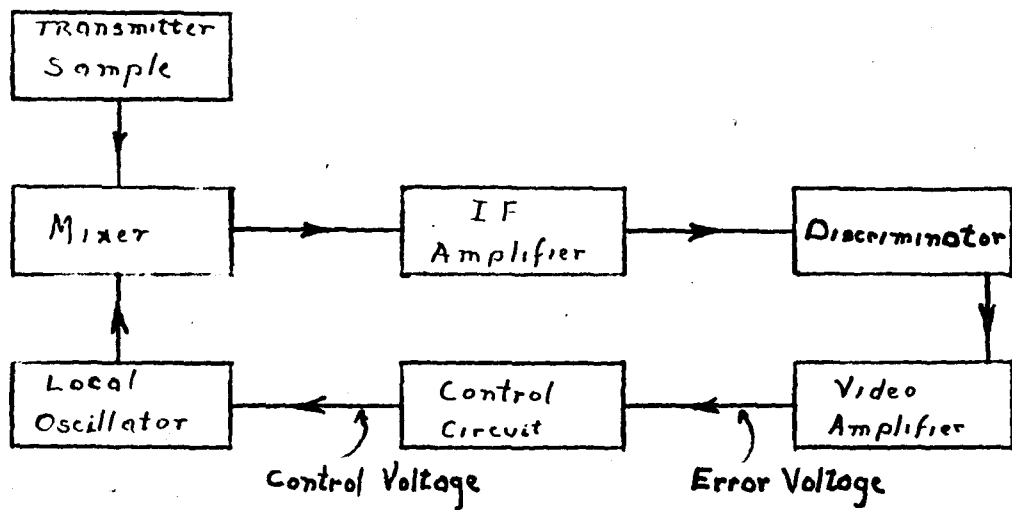 TRansmitter
Sample
Mixer
IF
Amplifier
Discriminator
Local
Oscillator
Control
Circuit
Video
Amplifier
Control Voltage
Error Voltage